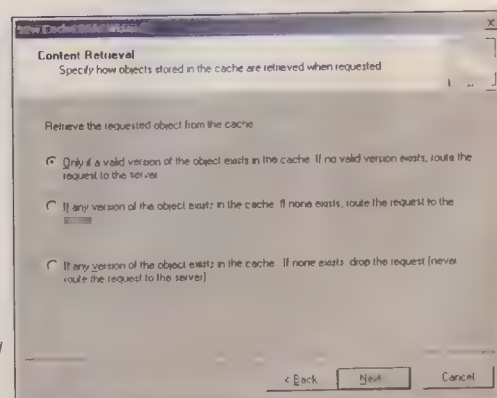 New Cache Rule Wizard
Content Retrieval
Specify how objects stored in the cache are retrieved when requested
Retrieve the requested object from the cache
Only if a valid version of the object exists in the cache If no valid version exists, route the
request to the server
If any version of the object exists in the cache If none exists, route the request to the
If any version of the object exists in the cache If none exists drop the request (never
route the request to the server)
< Back
Next
Cancel